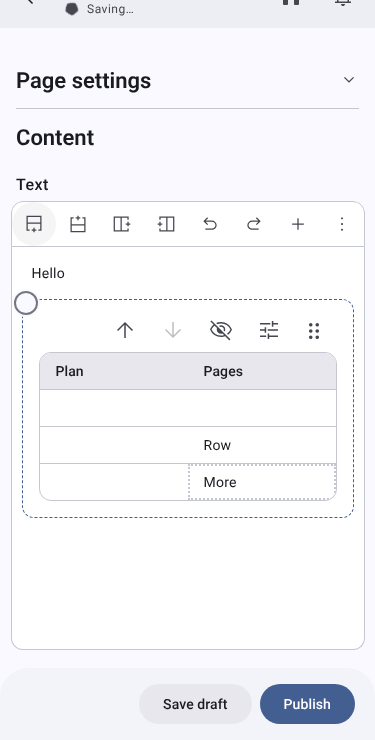 Saving…
Page settings
Content
Text
Hello
Plan Pages
Row
More
Save draft Publish